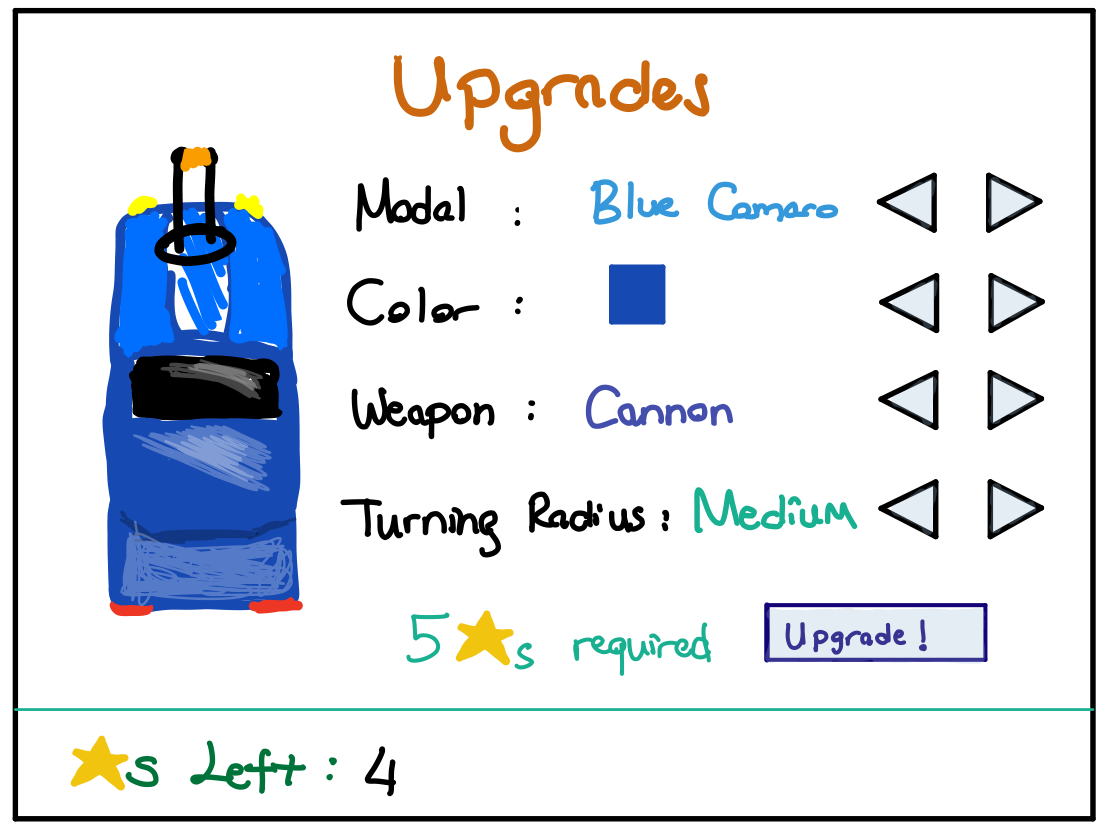 Upgrades
Modal : Blue Camaro
Color :
Weapon : Cannon
Turning Radius : Medium
5 ★s required
Upgrade!
★s Left : 4